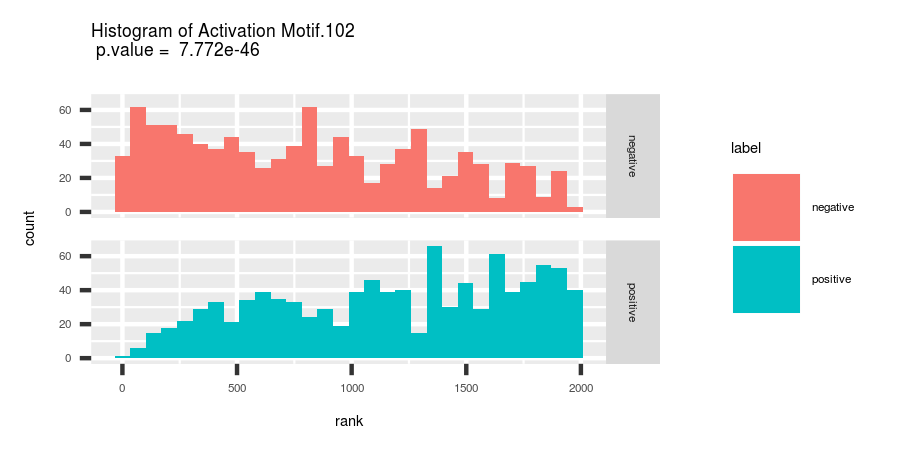 Histogram of Activation Motif.102
p.value = 7.772e-46
count
60
40
20
0
negative
60
40
20
0
positive
0 500 1000 1500 2000
rank
label
negative
positive